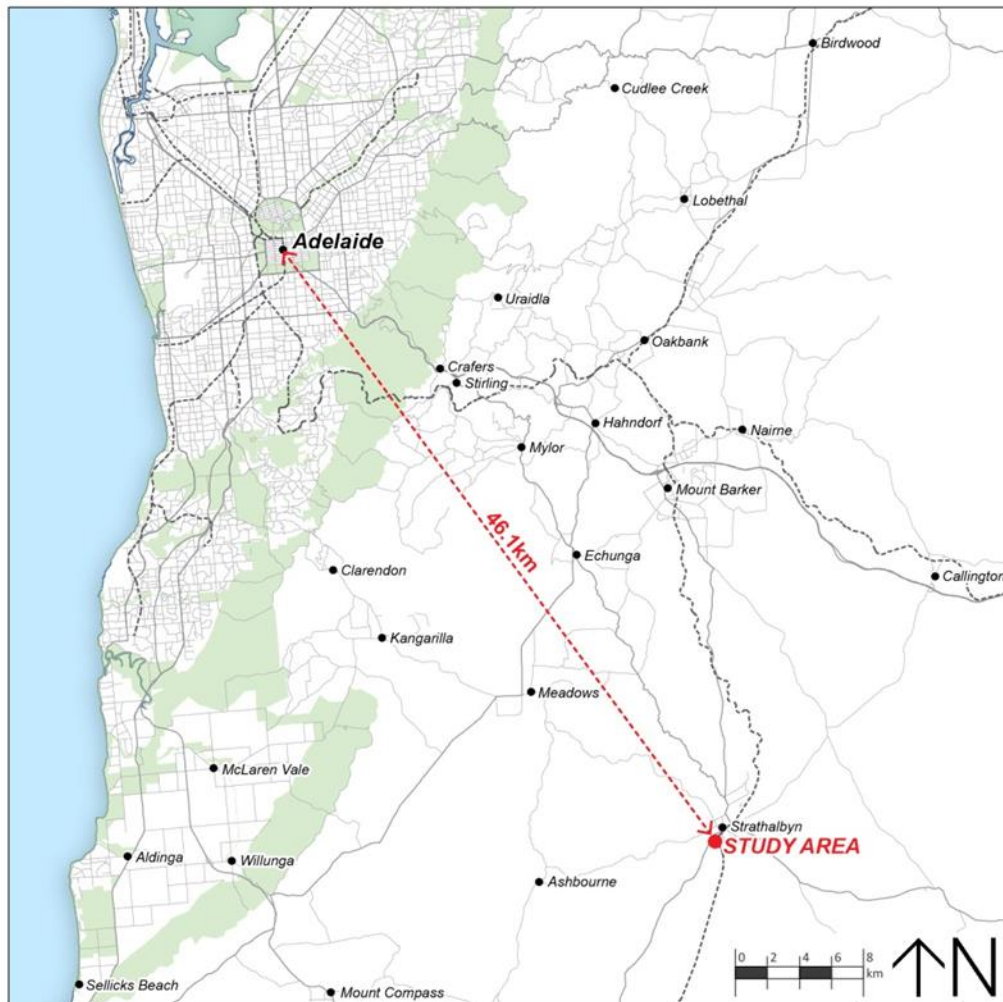 Birdwood
Cudlee Creek
Lobethal
Adelaide
Uraidla
Oakbank
Crafers
Stirling
Hahndorf
Nairne
Mylor
Mount Barker
46.1km
Echunga
Clarendon
Callington
Kangarilla
Meadows
McLaren Vale
Strathalbyn
STUDY AREA
Aldinga
Willunga
Ashbourne
0 2 4 6 8
km
N
Sellicks Beach
Mount Compass